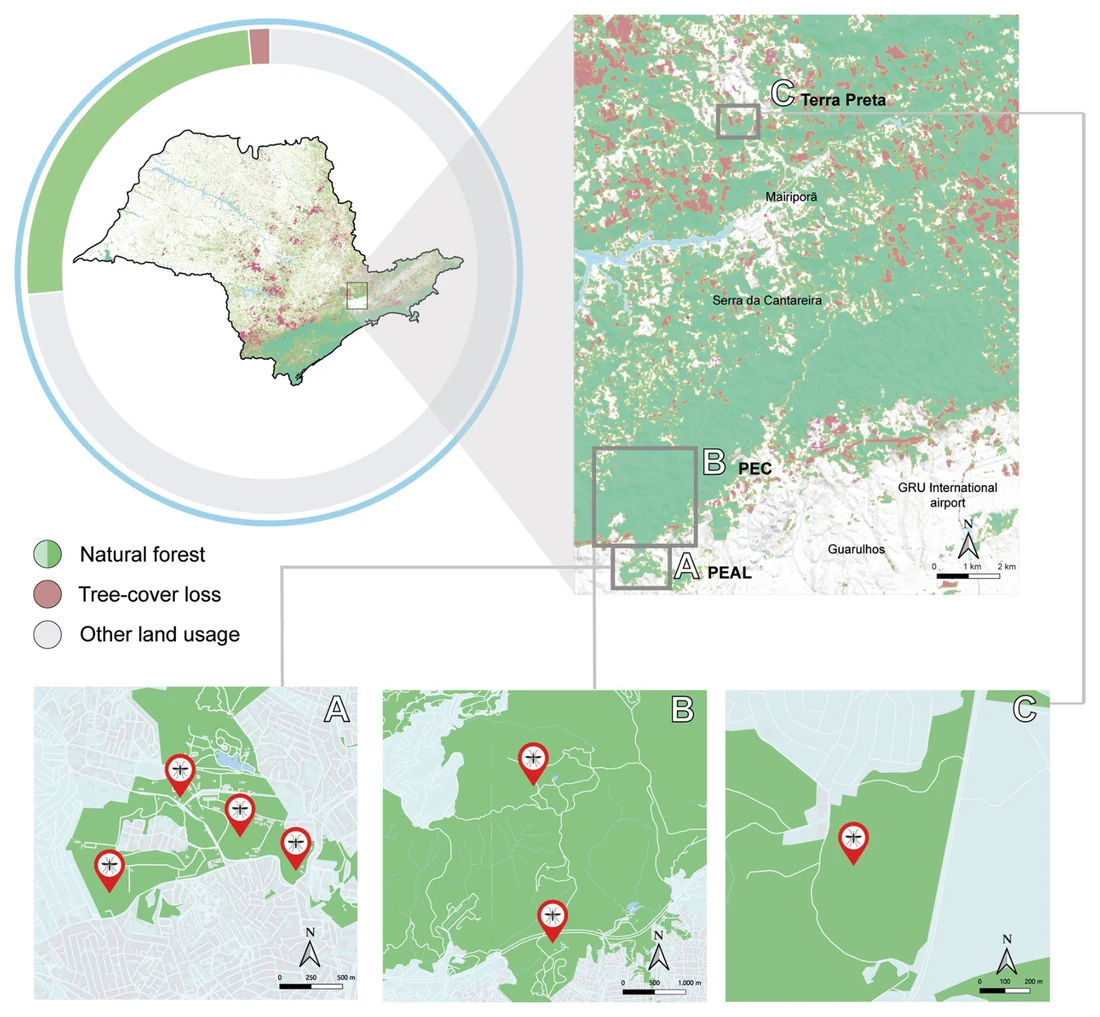 C Terra Preta
Mairiporã
Serra da Cantareira
B PEC
GRU International
airport
N
Guarulhos
0 1 km 2 km
A PEAL
Natural forest
Tree-cover loss
Other land usage
A
N
0 250 500 m
B
N
0 500 1.000 m
C
N
0 100 200 m